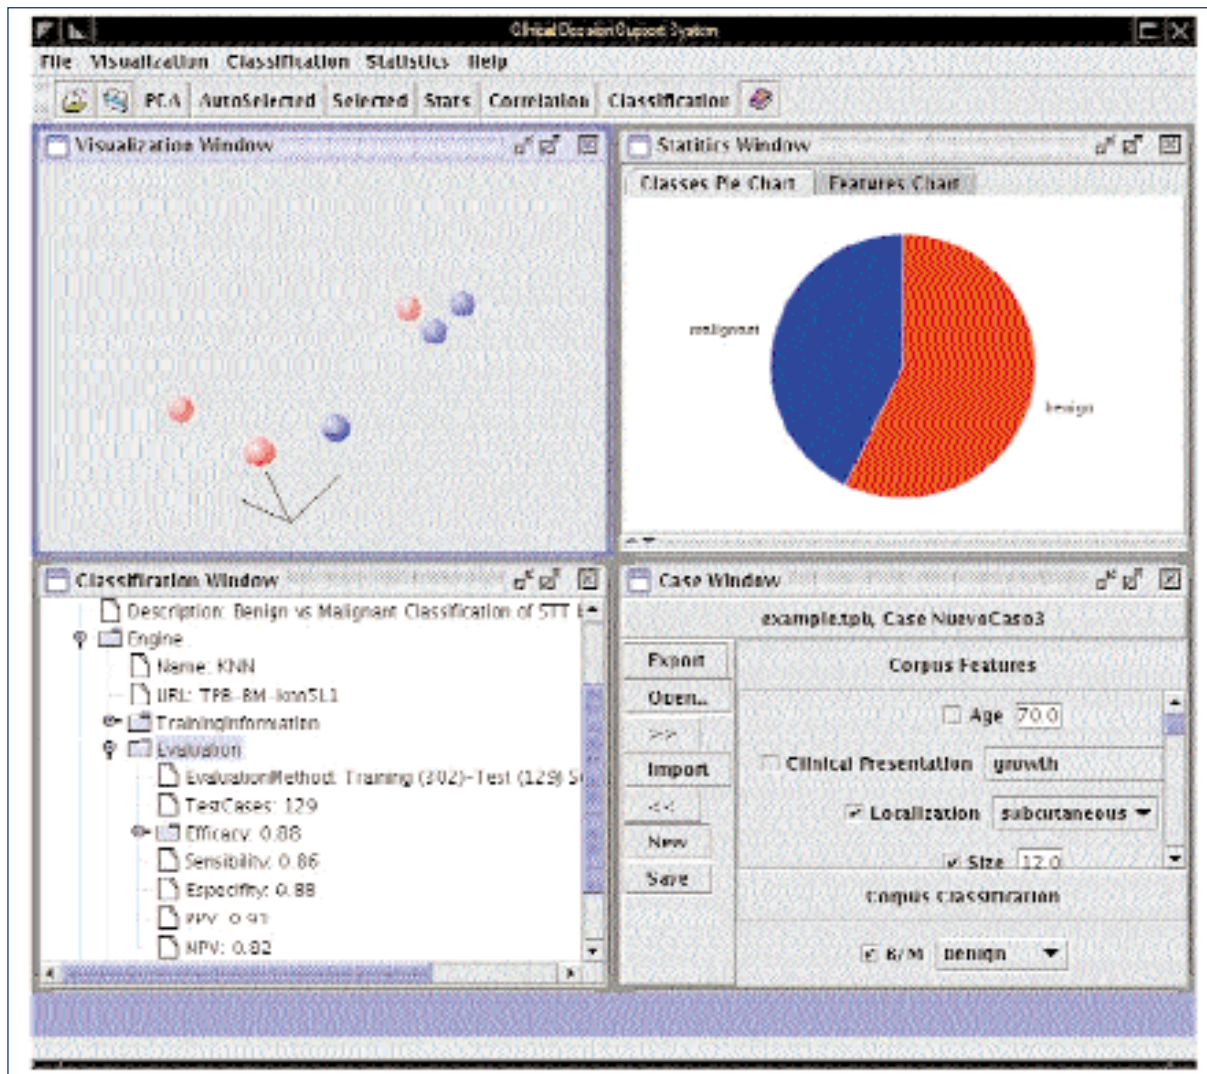 Clinical Decision Support System
File Visualization Classification Statistics Help
PCA AutoSelected Selected Stats Correlation Classification
Visualization Window
Statitics Window
Classes Pie Chart Features Chart
malignant
benign
Classification Window
Description: Benign vs Malignant Classification of STT
Engine
Name: KNN
URL: TPB-BM-knnSL1
TrainingInformation
Evaluation
EvaluationMethod: Training (302)-Test (129) S
TestCases: 129
Efficacy: 0.88
Sensibility: 0.86
Especifity: 0.88
PPV: 0.91
NPV: 0.82
Case Window
example.tpb, Case NuevoCaso3
Export
Open...
>>
Import
<<
New
Save
Corpus Features
Age 70.0
Clinical Presentation growth
Localization subcutaneous
Size 12.0
Corpus Classification
B/M benign